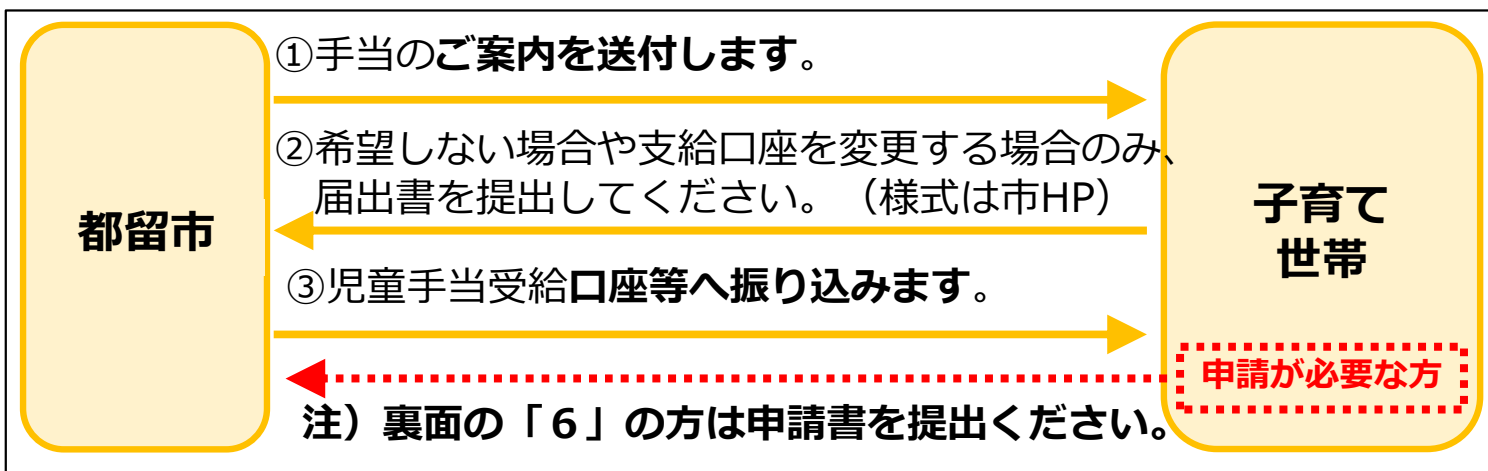 都留市
①手当のご案内を送付します。
②希望しない場合や支給口座を変更する場合のみ、
届出書を提出してください。（様式は市HP）
③児童手当受給口座等へ振り込みます。
子育て
世帯
申請が必要な方
注）裏面の「６」の方は申請書を提出ください。